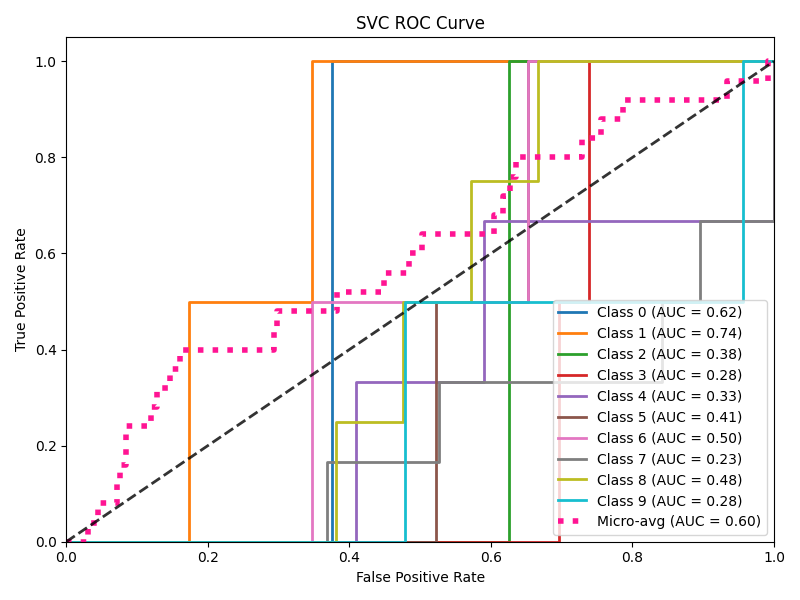 SVC ROC Curve
True Positive Rate
1.0
0.8
0.6
0.4
0.2
0.0
0.0 0.2 0.4 0.6 0.8 1.0
False Positive Rate
Class 0 (AUC = 0.62)
Class 1 (AUC = 0.74)
Class 2 (AUC = 0.38)
Class 3 (AUC = 0.28)
Class 4 (AUC = 0.33)
Class 5 (AUC = 0.41)
Class 6 (AUC = 0.50)
Class 7 (AUC = 0.23)
Class 8 (AUC = 0.48)
Class 9 (AUC = 0.28)
Micro-avg (AUC = 0.60)